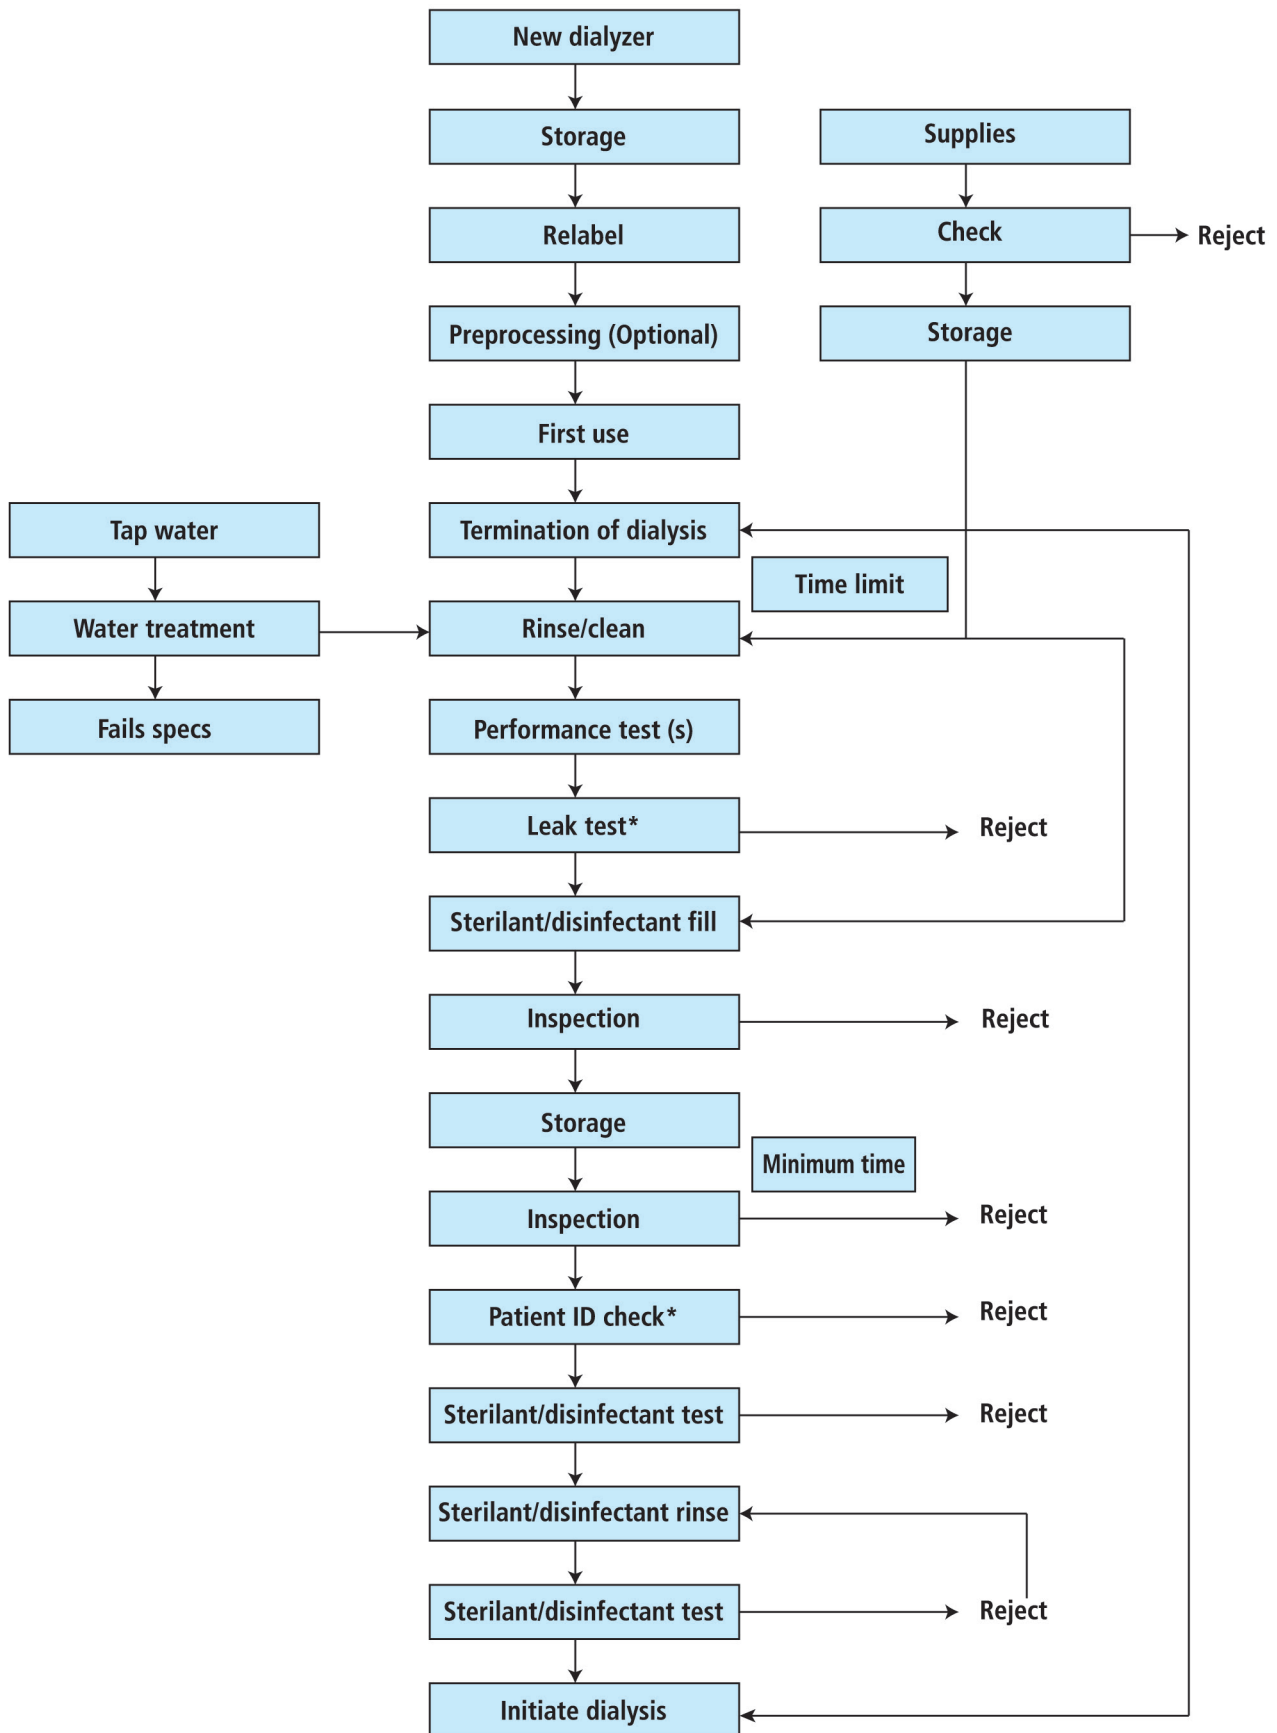 New dialyzer
Storage
Supplies
Relabel
Check
Reject
Preprocessing (Optional)
Storage
First use
Tap water
Termination of dialysis
Time limit
Water treatment
Rinse/clean
Fails specs
Performance test (s)
Leak test*
Reject
Sterilant/disinfectant fill
Inspection
Reject
Storage
Minimum time
Inspection
Reject
Patient ID check*
Reject
Sterilant/disinfectant test
Reject
Sterilant/disinfectant rinse
Sterilant/disinfectant test
Reject
Initiate dialysis